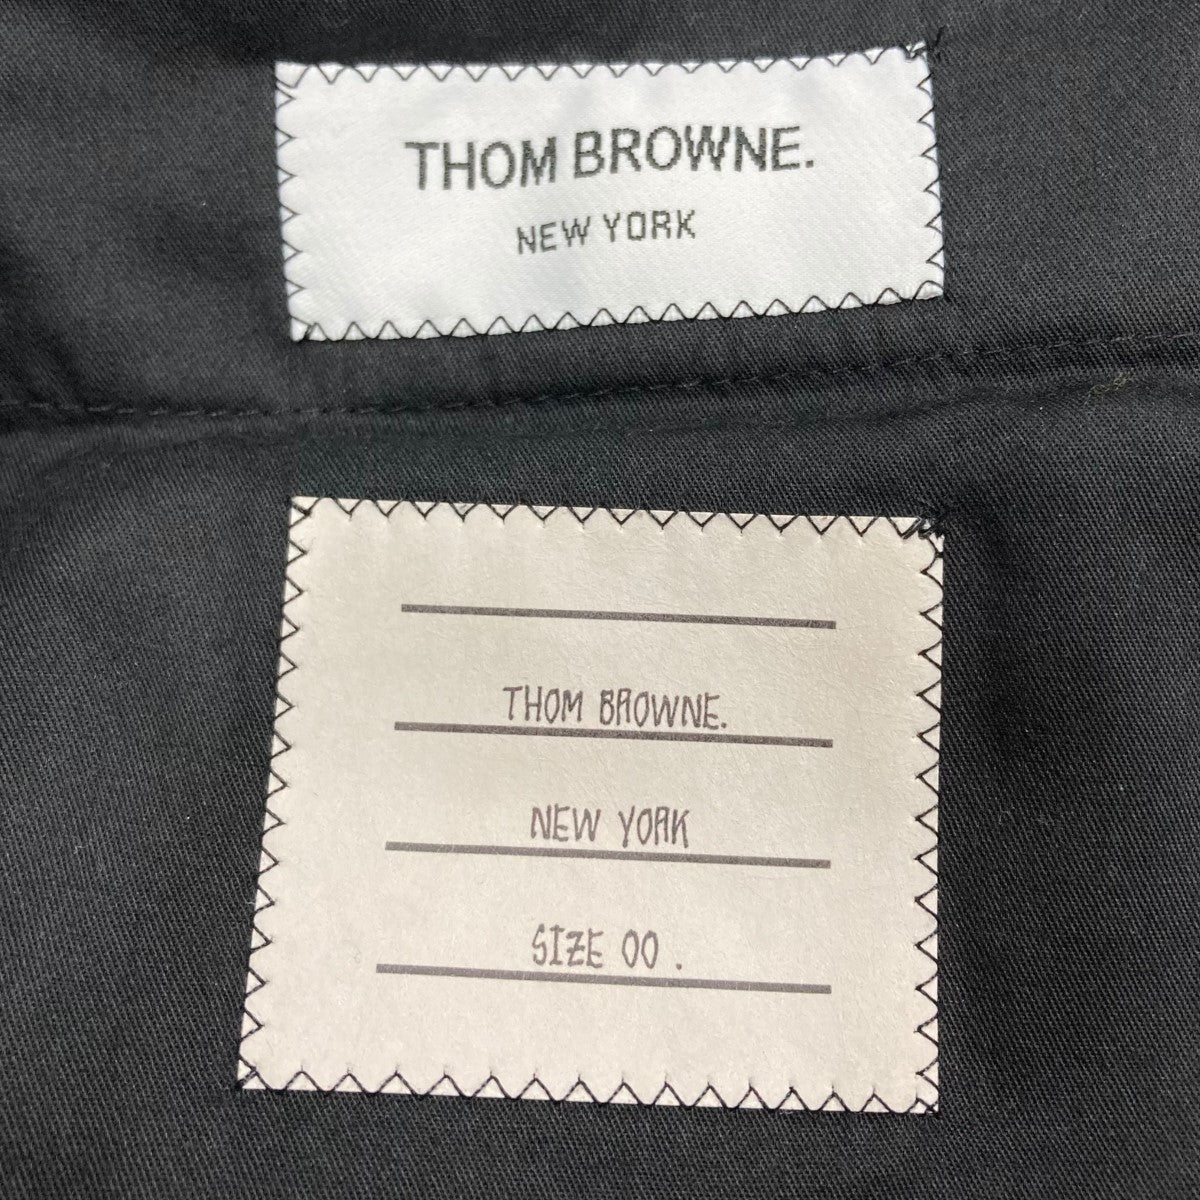 THOM BROWNE.
NEW YORK
THOM BROWNE.
NEW YORK
SIZE 00 .